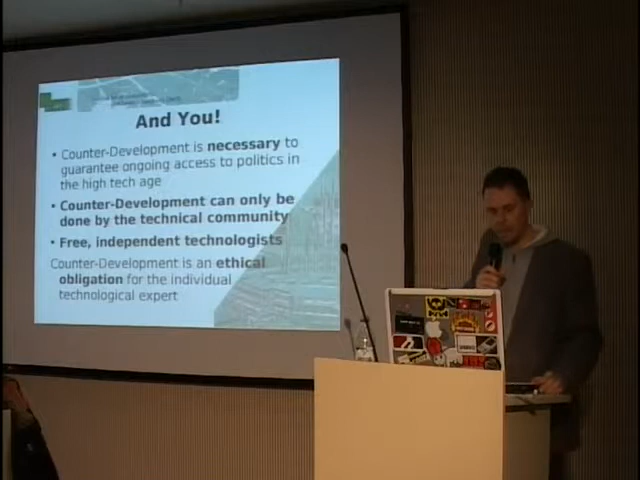 And You!
• Counter-Development is necessary to
guarantee ongoing access to politics in
the high tech age
• Counter-Development can only be
done by the technical community
• Free, independent technologists
Counter-Development is an ethical
obligation for the individual
technological expert